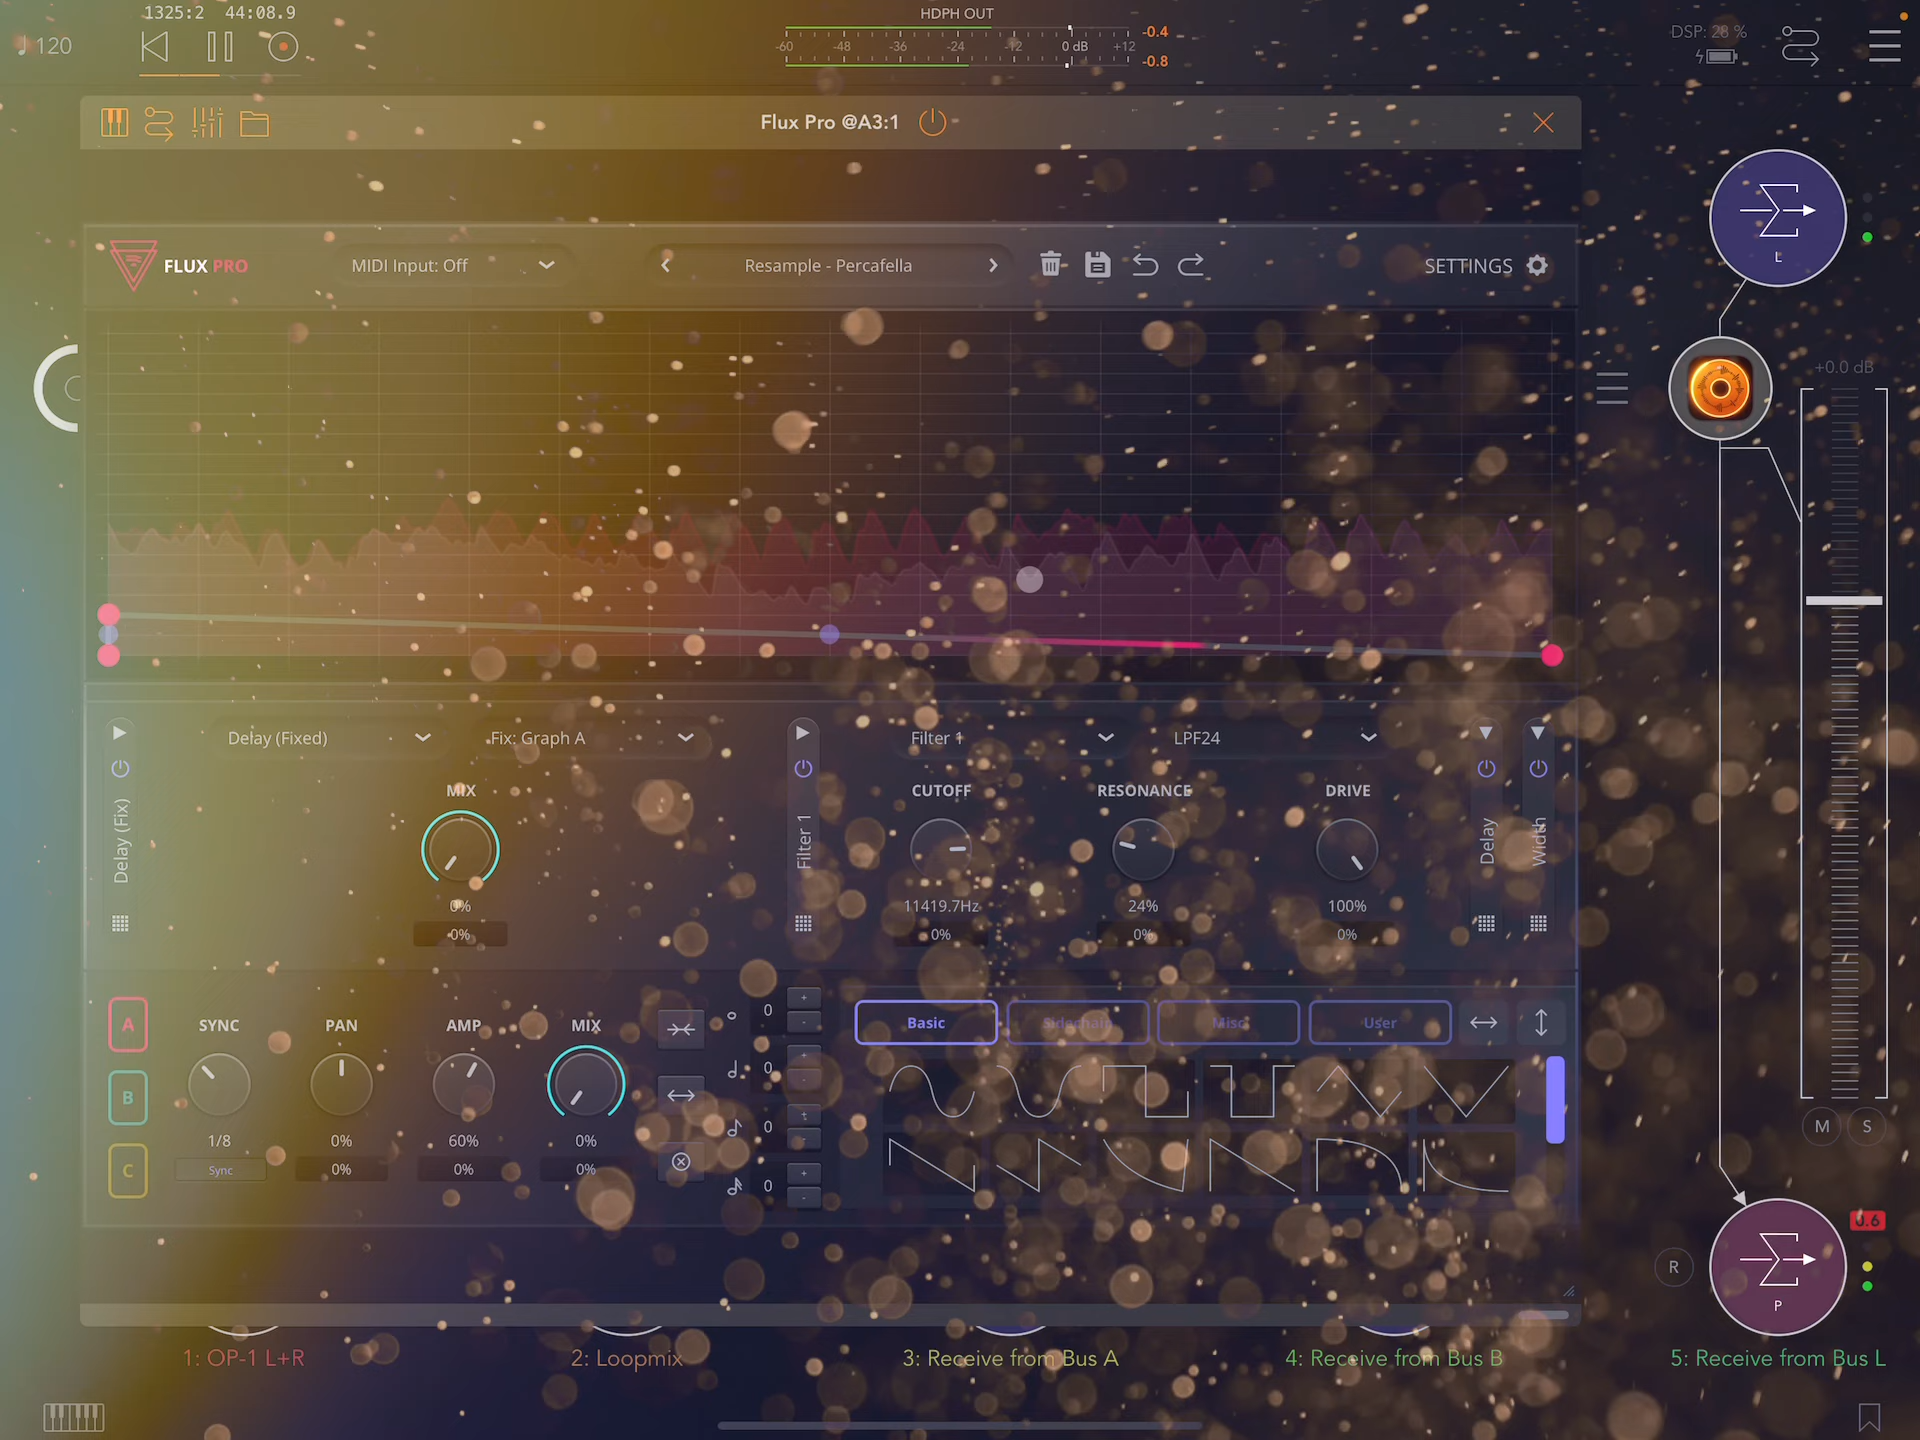 1325:2 44:08.9
HDPH OUT
120
-60 -48 -36 -24 -12 0 dB +12
-0.4
-0.8
DSP: 28 %
Flux Pro @A3:1
FLUX PRO
MIDI Input: Off
Resample - Percafella
SETTINGS
L
+0.0 dB
Delay (Fixed)
Fix: Graph A
Filter 1
LPF24
Delay (Fix)
MIX
0%
0%
Filter 1
CUTOFF
RESONANCE
DRIVE
11419.7Hz
24%
100%
0%
0%
0%
Delay
Width
A
B
C
SYNC
PAN
AMP
MIX
1/8
0%
60%
0%
Sync
0%
0%
0%
0
0
0
0
+
-
+
-
+
-
+
-
Basic
Sidechain
Misc
User
M S
0.6
R
P
1: OP-1 L+R
2: Loopmix
3: Receive from Bus A
4: Receive from Bus B
5: Receive from Bus L